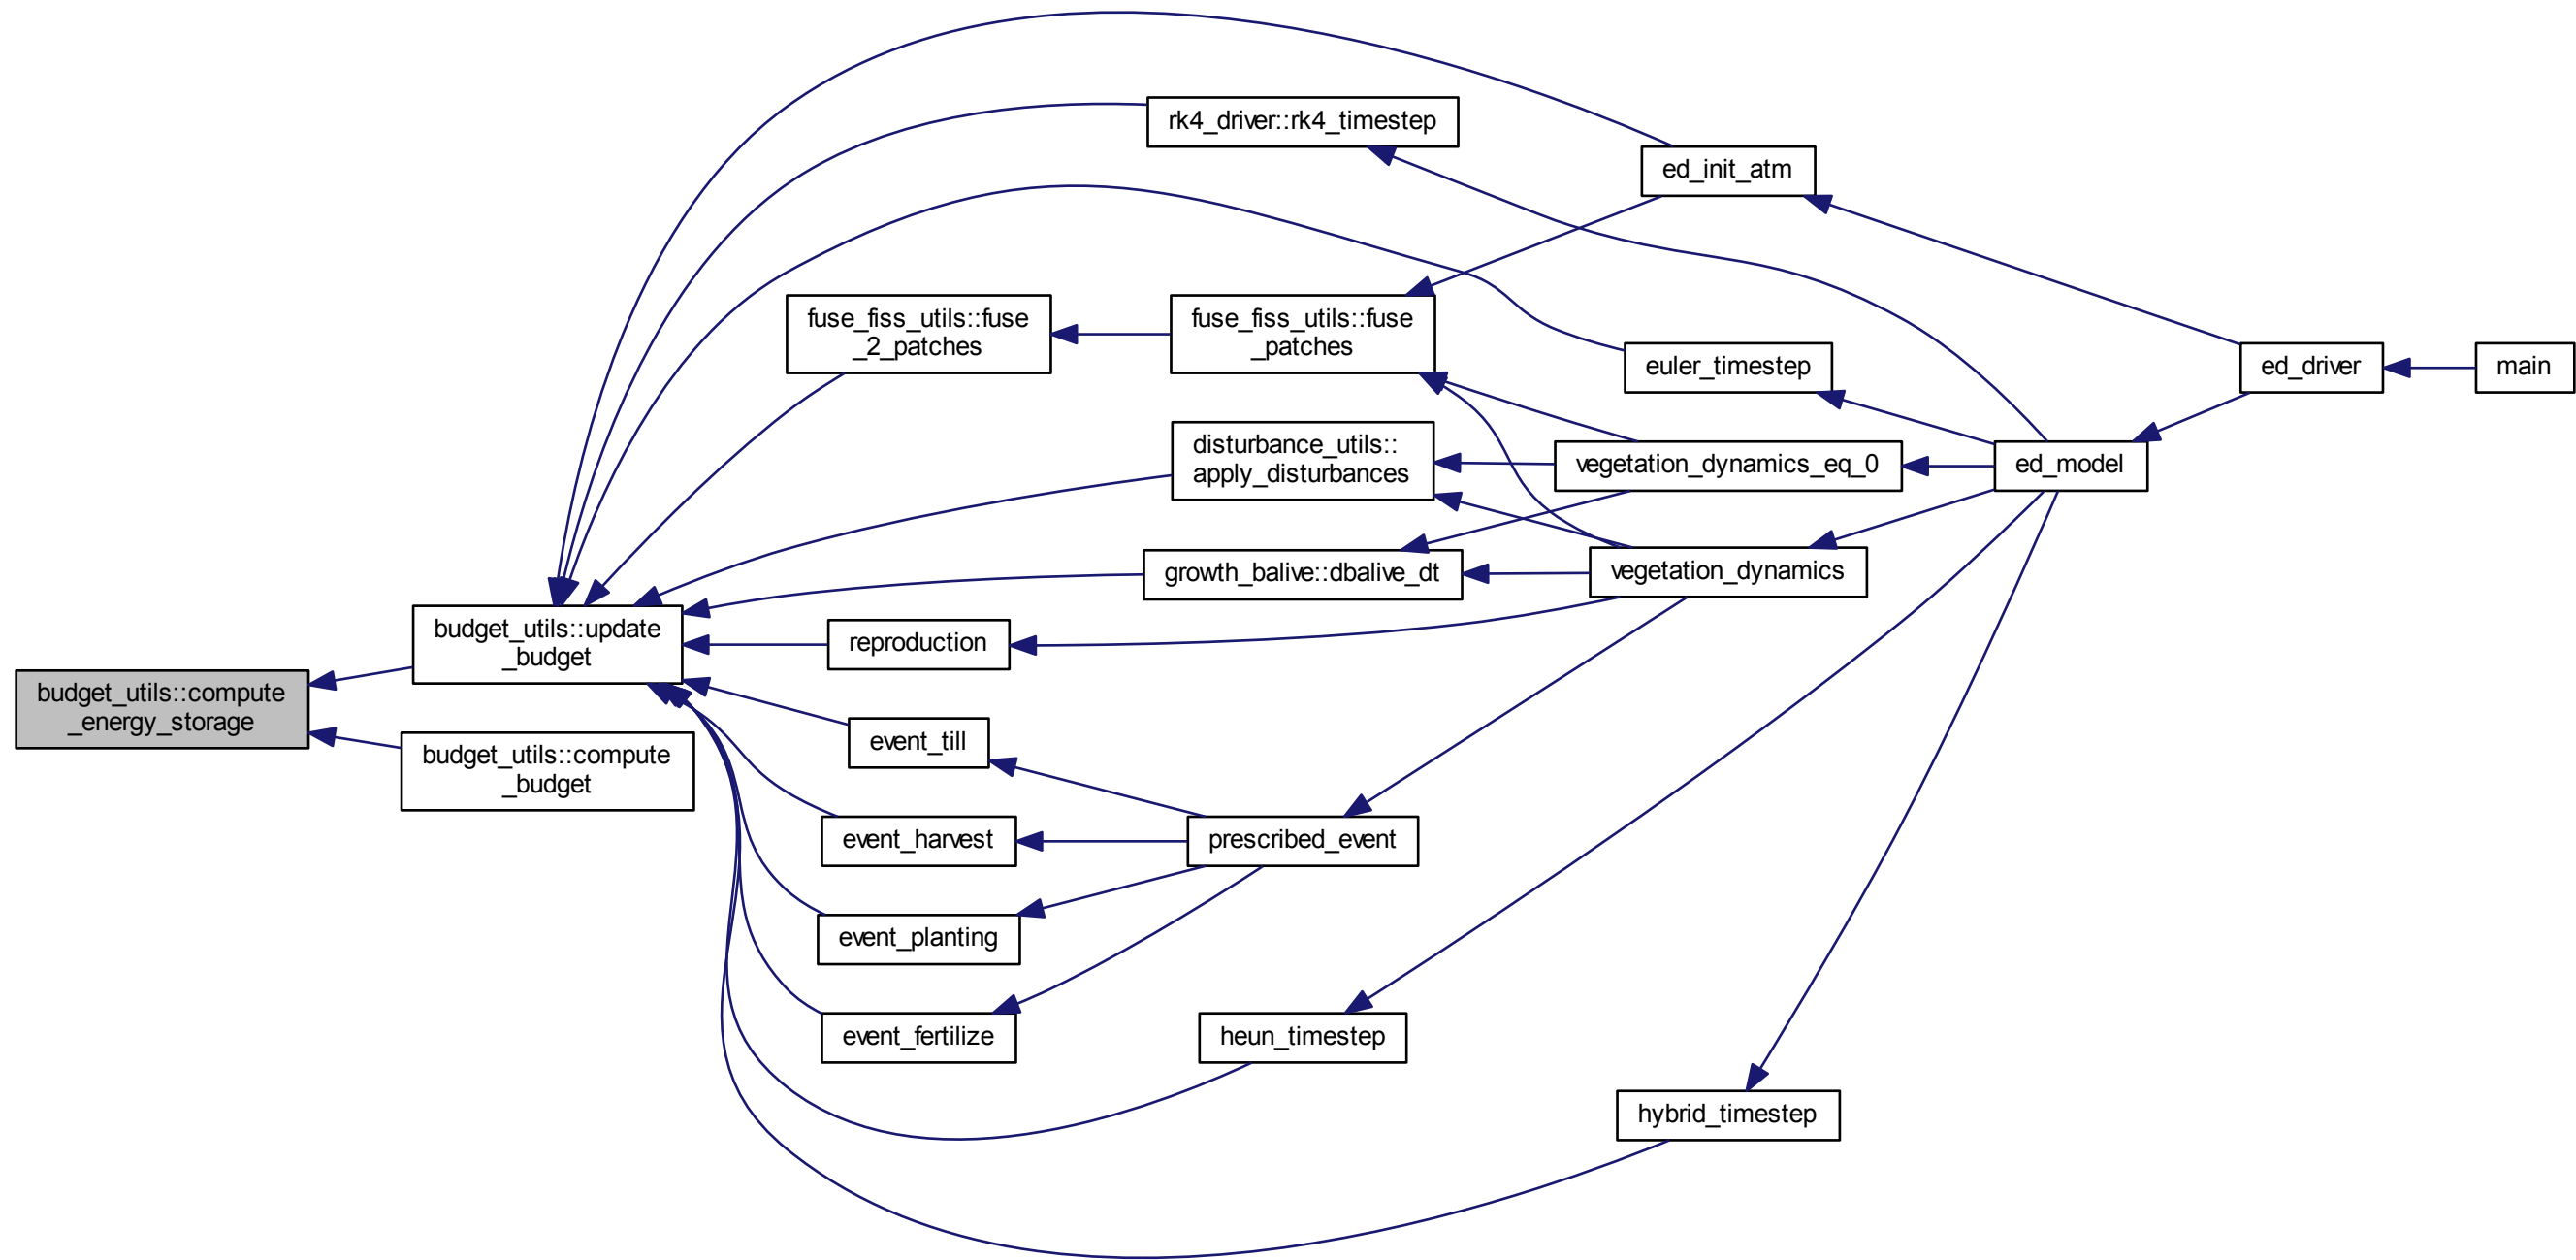 rk4_driver::rk4_timestep
ed_init_atm
fuse_fiss_utils::fuse
_2_patches
fuse_fiss_utils::fuse
_patches
euler_timestep
ed_driver
main
disturbance_utils::
apply_disturbances
vegetation_dynamics_eq_0
ed_model
growth_balive::dbalive_dt
vegetation_dynamics
budget_utils::update
_budget
reproduction
budget_utils::compute
_energy_storage
event_till
budget_utils::compute
_budget
event_harvest
prescribed_event
event_planting
event_fertilize
heun_timestep
hybrid_timestep